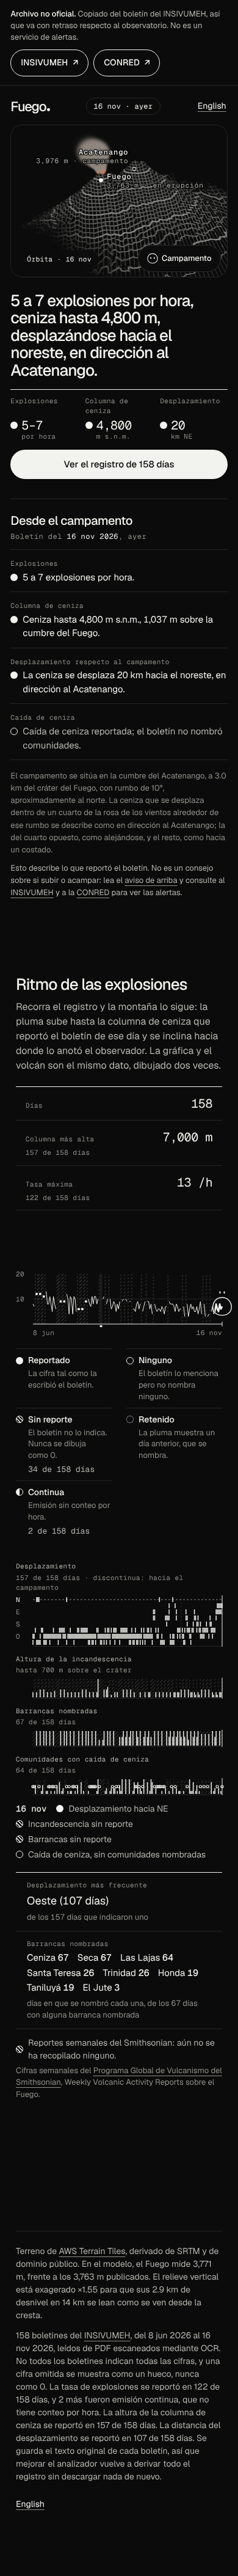 Archivo no oficial. Copiado del boletín del INSIVUMEH, así
que va con retraso respecto al observatorio. No es un
servicio de alertas.
INSIVUMEH ↗ CONRED ↗
Fuego. 16 nov · ayer English
Acatenango
3,976 m · campamento
Fuego
en erupción
Órbita · 16 nov
Campamento
5 a 7 explosiones por hora,
ceniza hasta 4,800 m,
desplazándose hacia el
noreste, en dirección al
Acatenango.
Explosiones
5–7
por hora
Columna de
ceniza
4,800
m s.n.m.
Desplazamiento
20
km NE
Ver el registro de 158 días
Desde el campamento
Boletín del 16 nov 2026, ayer
Explosiones
5 a 7 explosiones por hora.
Columna de ceniza
Ceniza hasta 4,800 m s.n.m., 1,037 m sobre la
cumbre del Fuego.
Desplazamiento respecto al campamento
La ceniza se desplaza 20 km hacia el noreste, en
dirección al Acatenango.
Caída de ceniza
Caída de ceniza reportada; el boletín no nombró
comunidades.
El campamento se sitúa en la cumbre del Acatenango, a 3.0
km del cráter del Fuego, con rumbo de 10°,
aproximadamente al norte. La ceniza que se desplaza
dentro de un cuarto de la rosa de los vientos alrededor de
ese rumbo se describe como en dirección al Acatenango; la
del cuarto opuesto, como alejándose, y el resto, como hacia
un costado.
Esto describe lo que reportó el boletín. No es un consejo
sobre si subir o acampar: lea el aviso de arriba y consulte al
INSIVUMEH y a la CONRED para ver las alertas.
Ritmo de las explosiones
Recorra el registro y la montaña lo sigue: la
pluma sube hasta la columna de ceniza que
reportó el boletín de ese día y se inclina hacia
donde lo anotó el observador. La gráfica y el
volcán son el mismo dato, dibujado dos veces.
Días 158
Columna más alta 7,000 m
157 de 158 días
Tasa máxima 13 /h
122 de 158 días
20
10
8 jun 16 nov
Reportado
La cifra tal como la
escribió el boletín.
Ninguno
El boletín lo menciona
pero no nombra
ninguno.
Sin reporte
El boletín no lo indica.
Nunca se dibuja
como 0.
34 de 158 días
Retenido
La pluma muestra un
día anterior, que se
nombra.
Continua
Emisión sin conteo por
hora.
2 de 158 días
Desplazamiento
157 de 158 días · discontinua: hacia el
campamento
N
E
S
O
Altura de la incandescencia
hasta 700 m sobre el cráter
Barrancas nombradas
67 de 158 días
Comunidades con caída de ceniza
64 de 158 días
16 nov Desplazamiento hacia NE
Incandescencia sin reporte
Barrancas sin reporte
Caída de ceniza, sin comunidades nombradas
Desplazamiento más frecuente
Oeste (107 días)
de los 157 días que indicaron uno
Barrancas nombradas
Ceniza 67 Seca 67 Las Lajas 64
Santa Teresa 26 Trinidad 26 Honda 19
Taniluyá 19 El Jute 3
días en que se nombró cada una, de los 67 días
con alguna barranca nombrada
Reportes semanales del Smithsonian: aún no se
ha recopilado ninguno.
Cifras semanales del Programa Global de Vulcanismo del
Smithsonian, Weekly Volcanic Activity Reports sobre el
Fuego.
Terreno de AWS Terrain Tiles, derivado de SRTM y de
dominio público. En el modelo, el Fuego mide 3,771
m, frente a los 3,763 m publicados. El relieve vertical
está exagerado ×1.55 para que sus 2.9 km de
desnivel en 14 km se lean como se ven desde la
cresta.
158 boletines del INSIVUMEH, del 8 jun 2026 al 16
nov 2026, leídos de PDF escaneados mediante OCR.
No todos los boletines indican todas las cifras, y una
cifra omitida se muestra como un hueco, nunca
como 0. La tasa de explosiones se reportó en 122 de
158 días, y 2 más fueron emisión continua, que no
tiene conteo por hora. La altura de la columna de
ceniza se reportó en 157 de 158 días. La distancia del
desplazamiento se reportó en 107 de 158 días. Se
guarda el texto original de cada boletín, así que
mejorar el analizador vuelve a derivar todo el
registro sin descargar nada de nuevo.
English